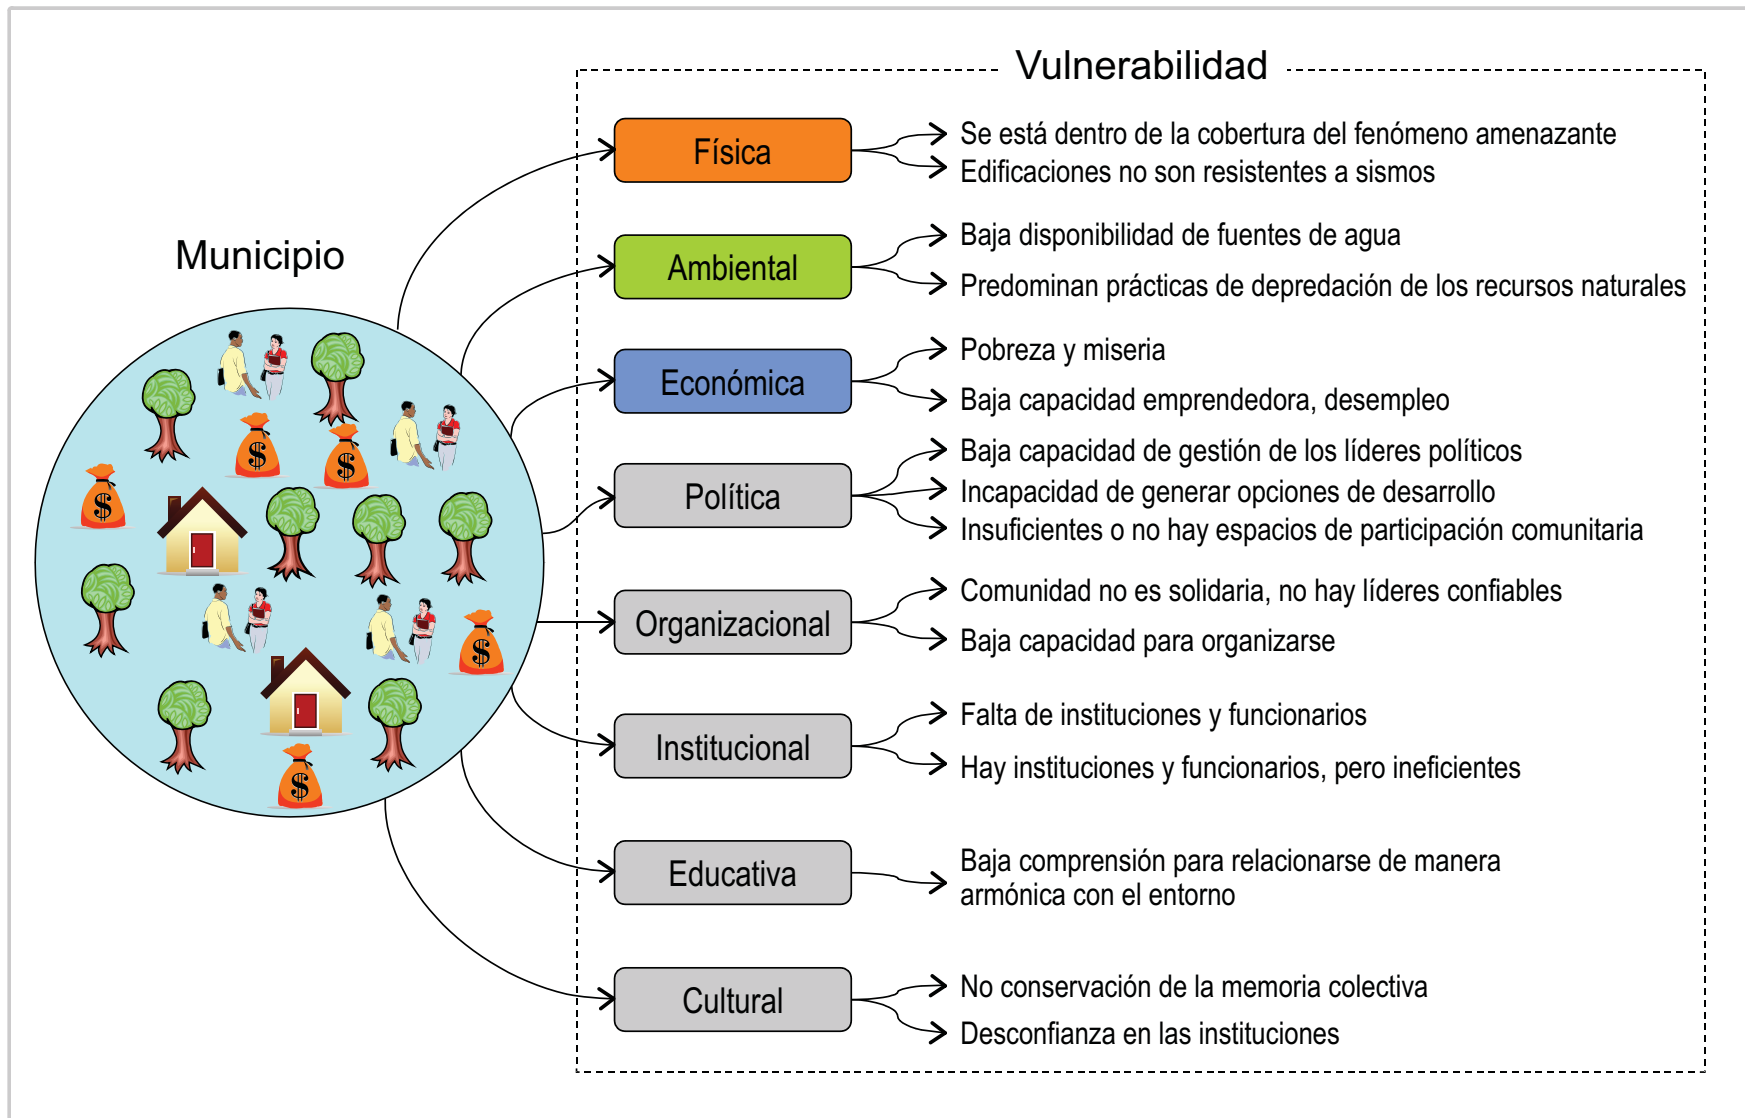 Vulnerabilidad
Municipio
Física
Se está dentro de la cobertura del fenómeno amenazante
Edificaciones no son resistentes a sismos
Ambiental
Baja disponibilidad de fuentes de agua
Predominan prácticas de depredación de los recursos naturales
Económica
Pobreza y miseria
Baja capacidad emprendedora, desempleo
Política
Baja capacidad de gestión de los líderes políticos
Incapacidad de generar opciones de desarrollo
Insuficientes o no hay espacios de participación comunitaria
Organizacional
Comunidad no es solidaria, no hay líderes confiables
Baja capacidad para organizarse
Institucional
Falta de instituciones y funcionarios
Hay instituciones y funcionarios, pero ineficientes
Educativa
Baja comprensión para relacionarse de manera
armónica con el entorno
Cultural
No conservación de la memoria colectiva
Desconfianza en las instituciones
$
$
$
$
$